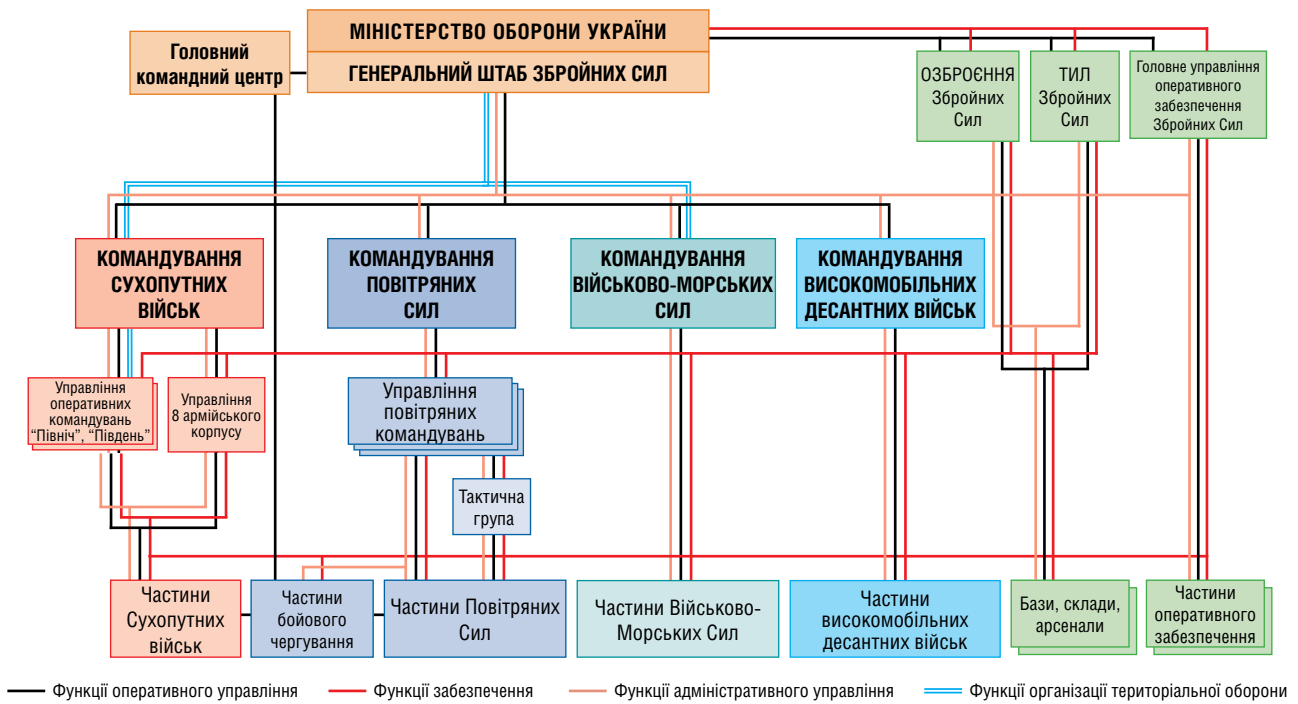 МІНІСТЕРСТВО ОБОРОНИ УКРАЇНИ
ГЕНЕРАЛЬНИЙ ШТАБ ЗБРОЙНИХ СИЛ
Головний
командний центр
ОЗБРОЄННЯ
Збройних
Сил
ТИЛ
Збройних
Сил
Головне управління
оперативного
забезпечення
Збройних Сил
КОМАНДУВАННЯ
СУХОПУТНИХ
ВІЙСЬК
КОМАНДУВАННЯ
ПОВІТРЯНИХ
СИЛ
КОМАНДУВАННЯ
ВІЙСЬКОВО-МОРСЬКИХ
СИЛ
КОМАНДУВАННЯ
ВИСОКОМОБІЛЬНИХ
ДЕСАНТНИХ ВІЙСЬК
Управління
оперативних
командувань
“Північ”, “Південь”
Управління
8 армійського
корпусу
Управління
повітряних
командувань
Тактична
група
Частини
Сухопутних
військ
Частини
бойового
чергування
Частини Повітряних
Сил
Частини Військово-
Морських Сил
Частини
високомобільних
десантних військ
Бази, склади,
арсенали
Частини
оперативного
забезпечення
Функції оперативного управління
Функції забезпечення
Функції адміністративного управління
Функції організації територіальної оборони